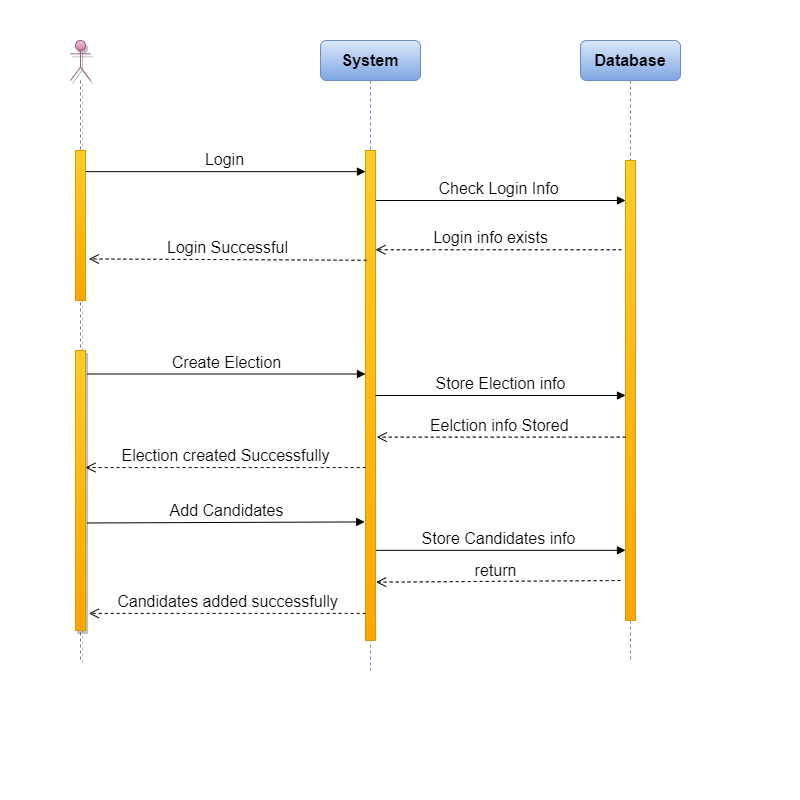 System
Database
Login
Check Login Info
Login info exists
Login Successful
Create Election
Store Election info
Eelction info Stored
Election created Successfully
Add Candidates
Store Candidates info
return
Candidates added successfully